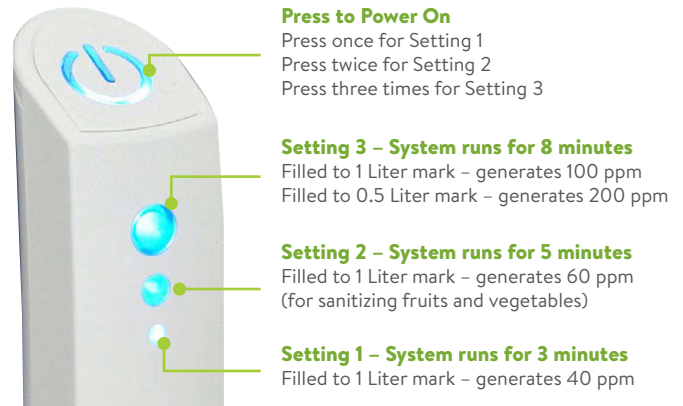 Press to Power On
Press once for Setting 1
Press twice for Setting 2
Press three times for Setting 3
Setting 3 – System runs for 8 minutes
Filled to 1 Liter mark – generates 100 ppm
Filled to 0.5 Liter mark – generates 200 ppm
Setting 2 – System runs for 5 minutes
Filled to 1 Liter mark – generates 60 ppm
(for sanitizing fruits and vegetables)
Setting 1 – System runs for 3 minutes
Filled to 1 Liter mark – generates 40 ppm